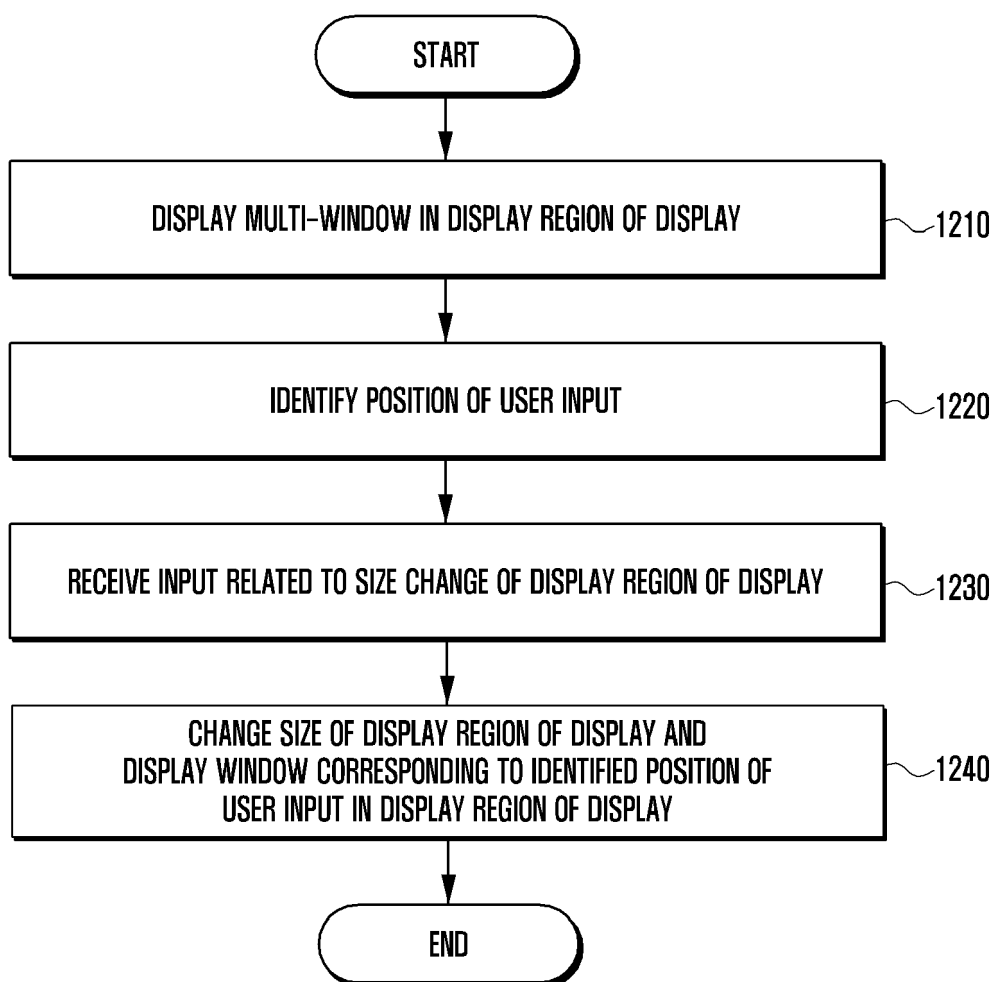 START
DISPLAY MULTI-WINDOW IN DISPLAY REGION OF DISPLAY
1210
IDENTIFY POSITION OF USER INPUT
1220
RECEIVE INPUT RELATED TO SIZE CHANGE OF DISPLAY REGION OF DISPLAY
1230
CHANGE SIZE OF DISPLAY REGION OF DISPLAY AND
DISPLAY WINDOW CORRESPONDING TO IDENTIFIED POSITION OF
USER INPUT IN DISPLAY REGION OF DISPLAY
1240
END